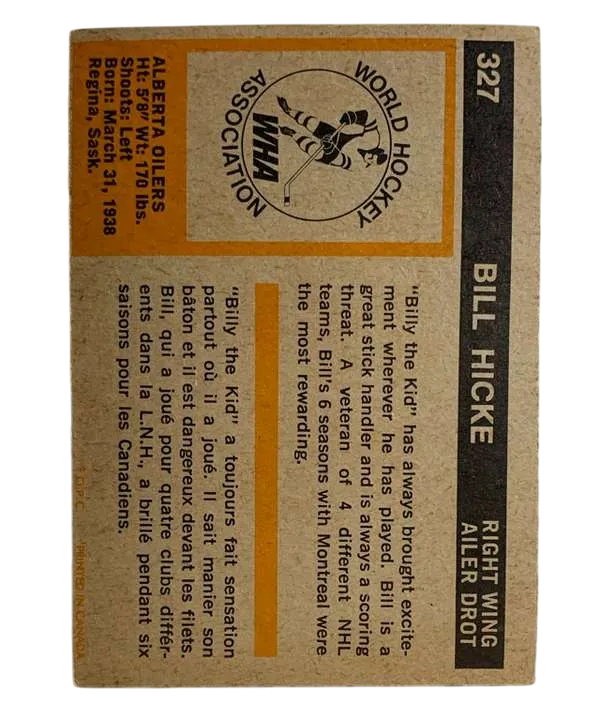 327
BILL HICKE
RIGHT WING
AILER DROIT
WORLD HOCKEY
WHA
ASSOCIATION
ALBERTA OILERS
Ht: 5'8" Wt: 170 lbs.
Shoots: Left
Born: March 31, 1938
Regina, Sask.
"Billy the Kid" has always brought excite-
ment wherever he has played. Bill is a
great stick handler and is always a scoring
threat. A veteran of 4 different NHL
teams, Bill's 6 seasons with Montreal were
the most rewarding.
"Billy the Kid" a toujours fait sensation
partout où il a joué. Il sait manier son
bâton et il est dangereux devant les filets.
Bill, qui a joué pour quatre clubs différ-
ents dans la L.N.H., a brillé pendant six
saisons pour les Canadiens.
O.P.C. PRINTED IN